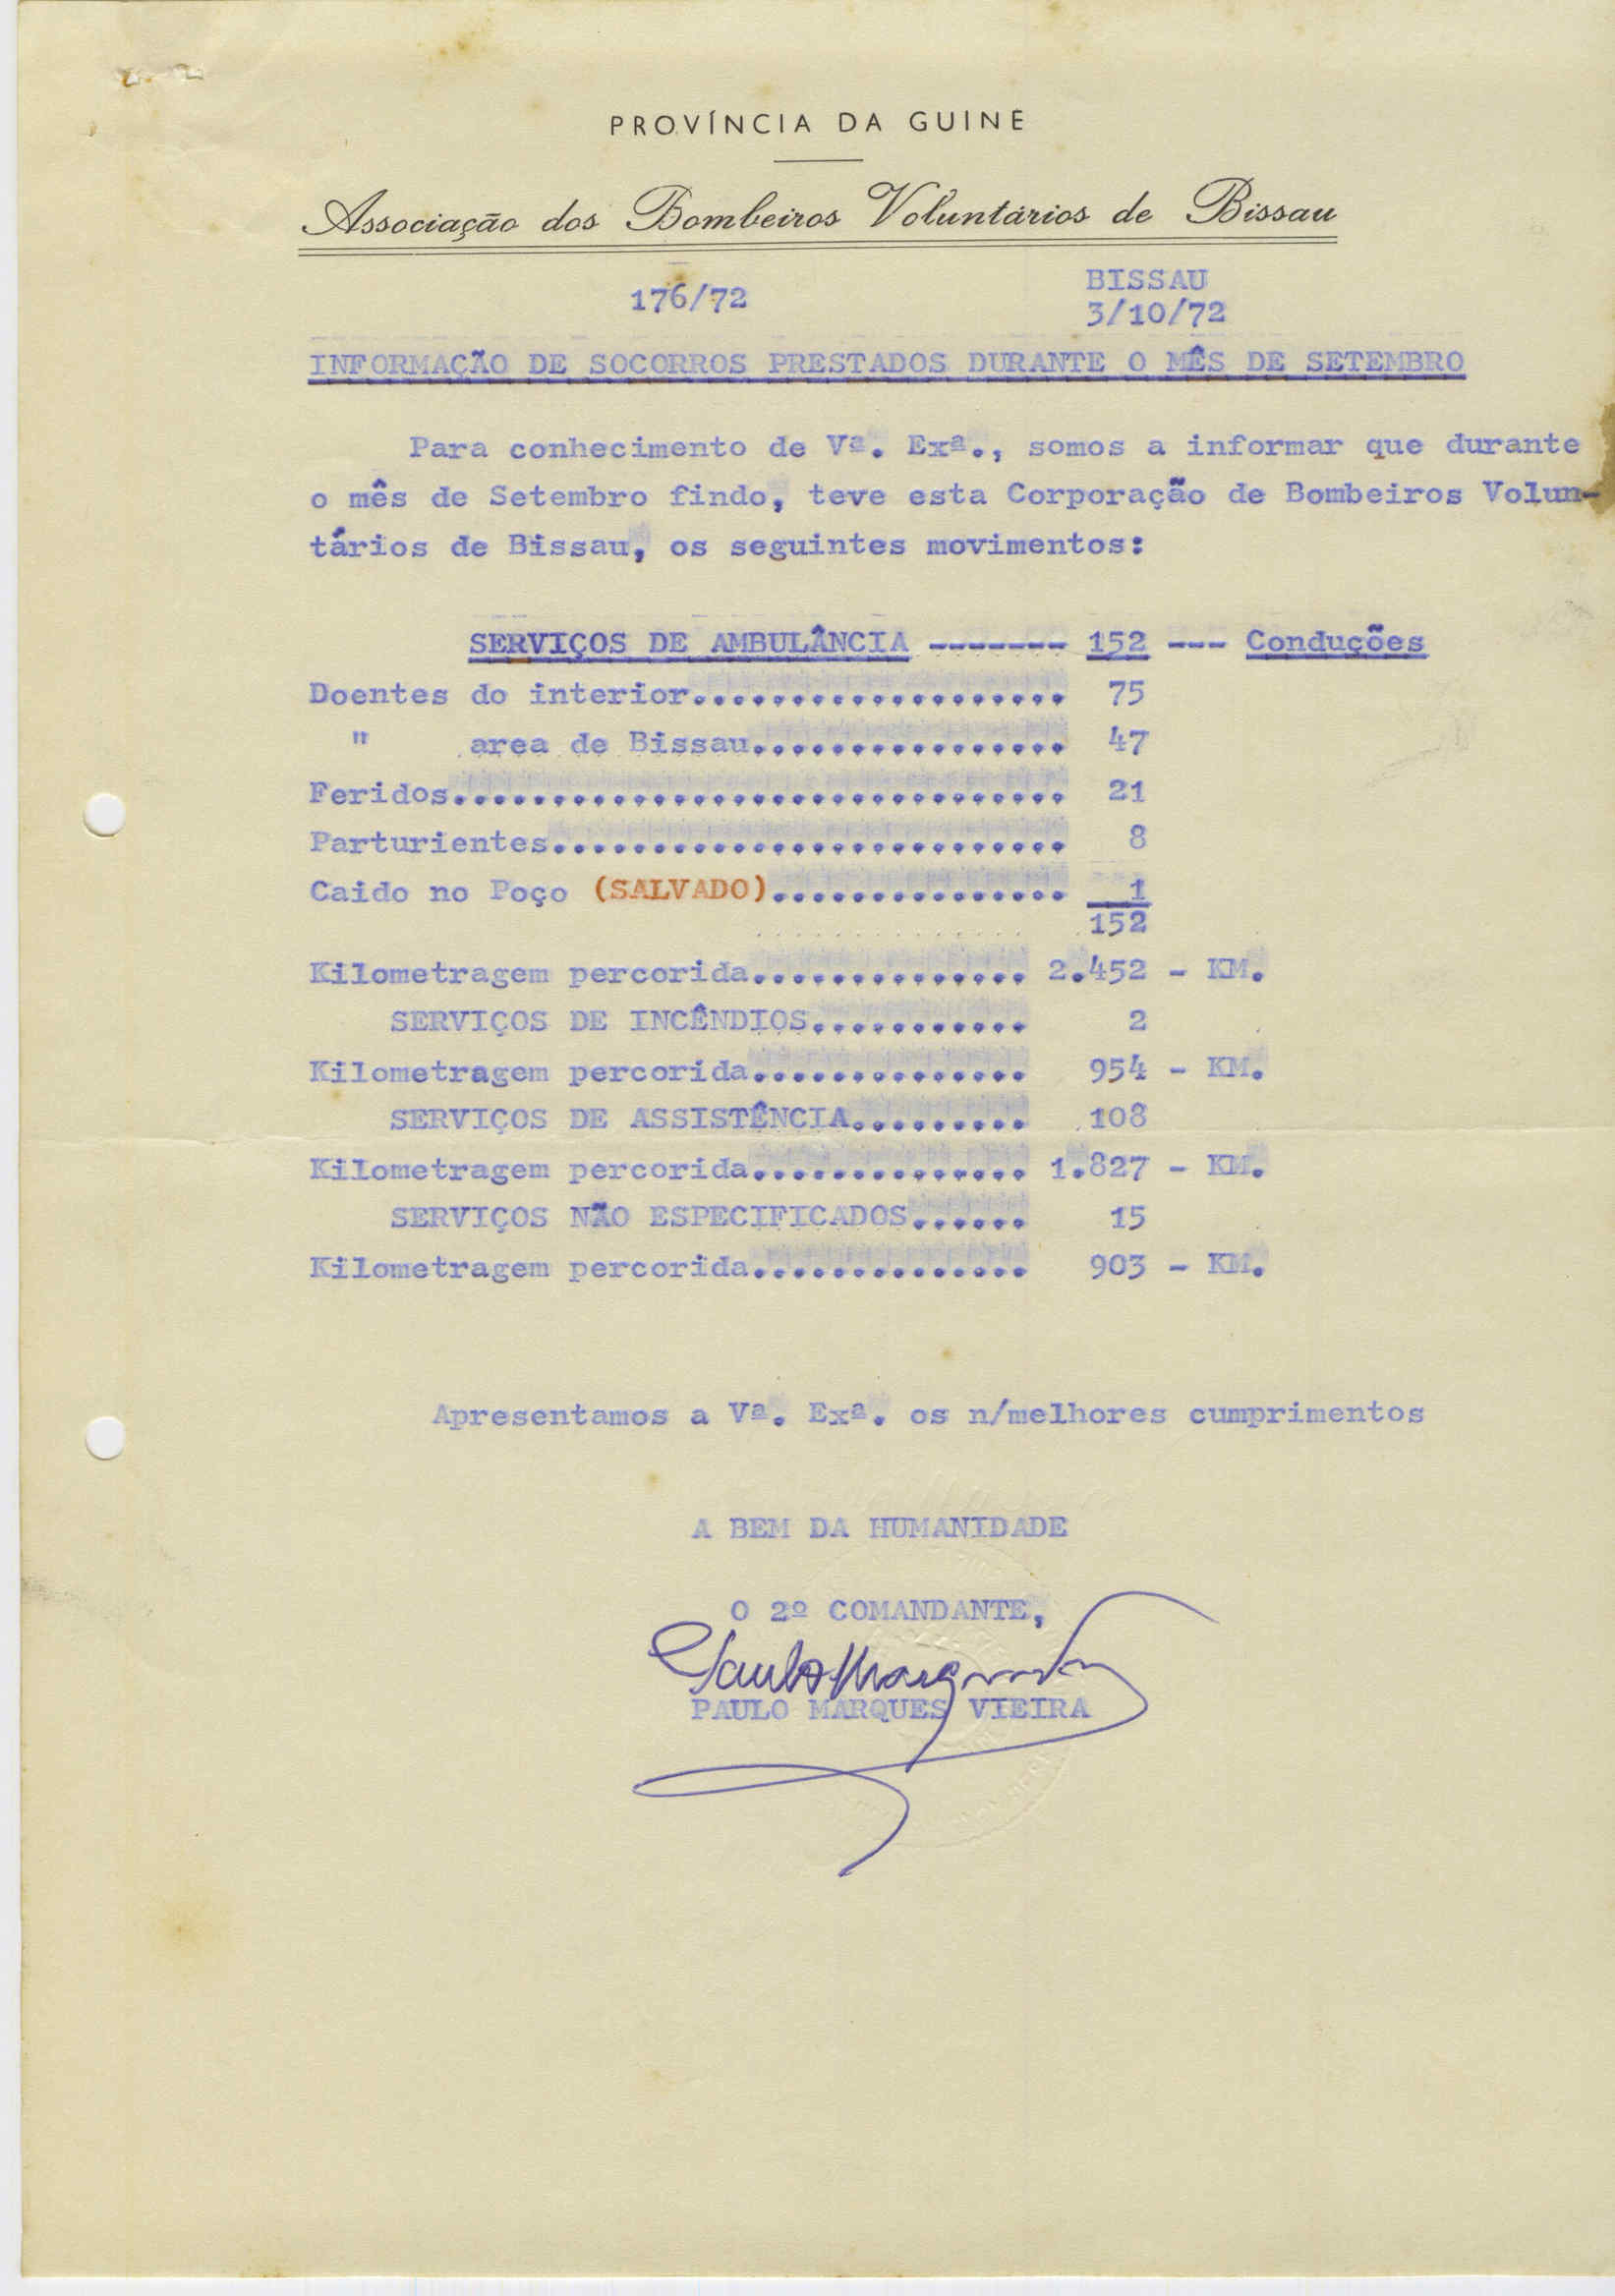 PROVÍNCIA DA GUINE
Associação dos Bombeiros Voluntários de Bissau
176/72
BISSAU
3/10/72
INFORMAÇÃO DE SOCORROS PRESTADOS DURANTE O MÊS DE SETEMBRO
Para conhecimento de Vª. Exª., somos a informar que durante
o mês de Setembro findo, teve esta Corporação de Bombeiros Volun-
tários de Bissau, os seguintes movimentos:
SERVIÇOS DE AMBULÂNCIA ------- 152 --- Conduções
Doentes do interior................... 75
" area de Bissau................ 47
Feridos............................... 21
Parturientes.......................... 8
Caido no Poço (SALVADO)............... 1
152
Kilometragem percorida.............. 2.452 - KM.
SERVIÇOS DE INCÊNDIOS........... 2
Kilometragem percorida.............. 954 - KM.
SERVIÇOS DE ASSISTÊNCIA......... 108
Kilometragem percorida.............. 1.827 - KM.
SERVIÇOS NÃO ESPECIFICADOS...... 15
Kilometragem percorida.............. 903 - KM.
Apresentamos a Vª. Exª. os n/melhores cumprimentos
A BEM DA HUMANIDADE
O 2º COMANDANTE,
PAULO MARQUES VIEIRA